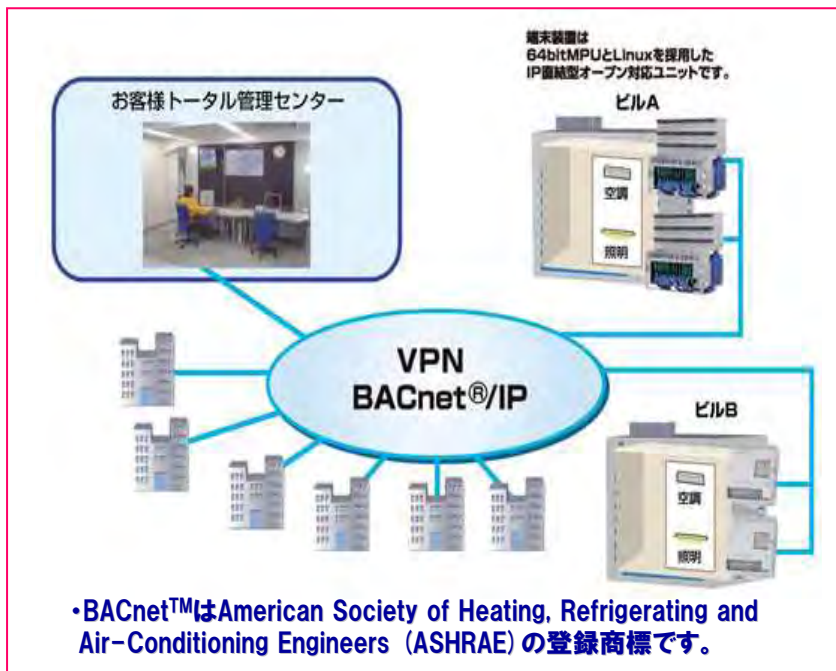 端末装置は
64bitMPUとLinuxを採用した
IP直結型オープン対応ユニットです。
お客様トータル管理センター
ビルA
空調
照明
VPN
BACnet®/IP
ビルB
空調
照明
・BACnet™はAmerican Society of Heating, Refrigerating and
Air-Conditioning Engineers (ASHRAE) の登録商標です。